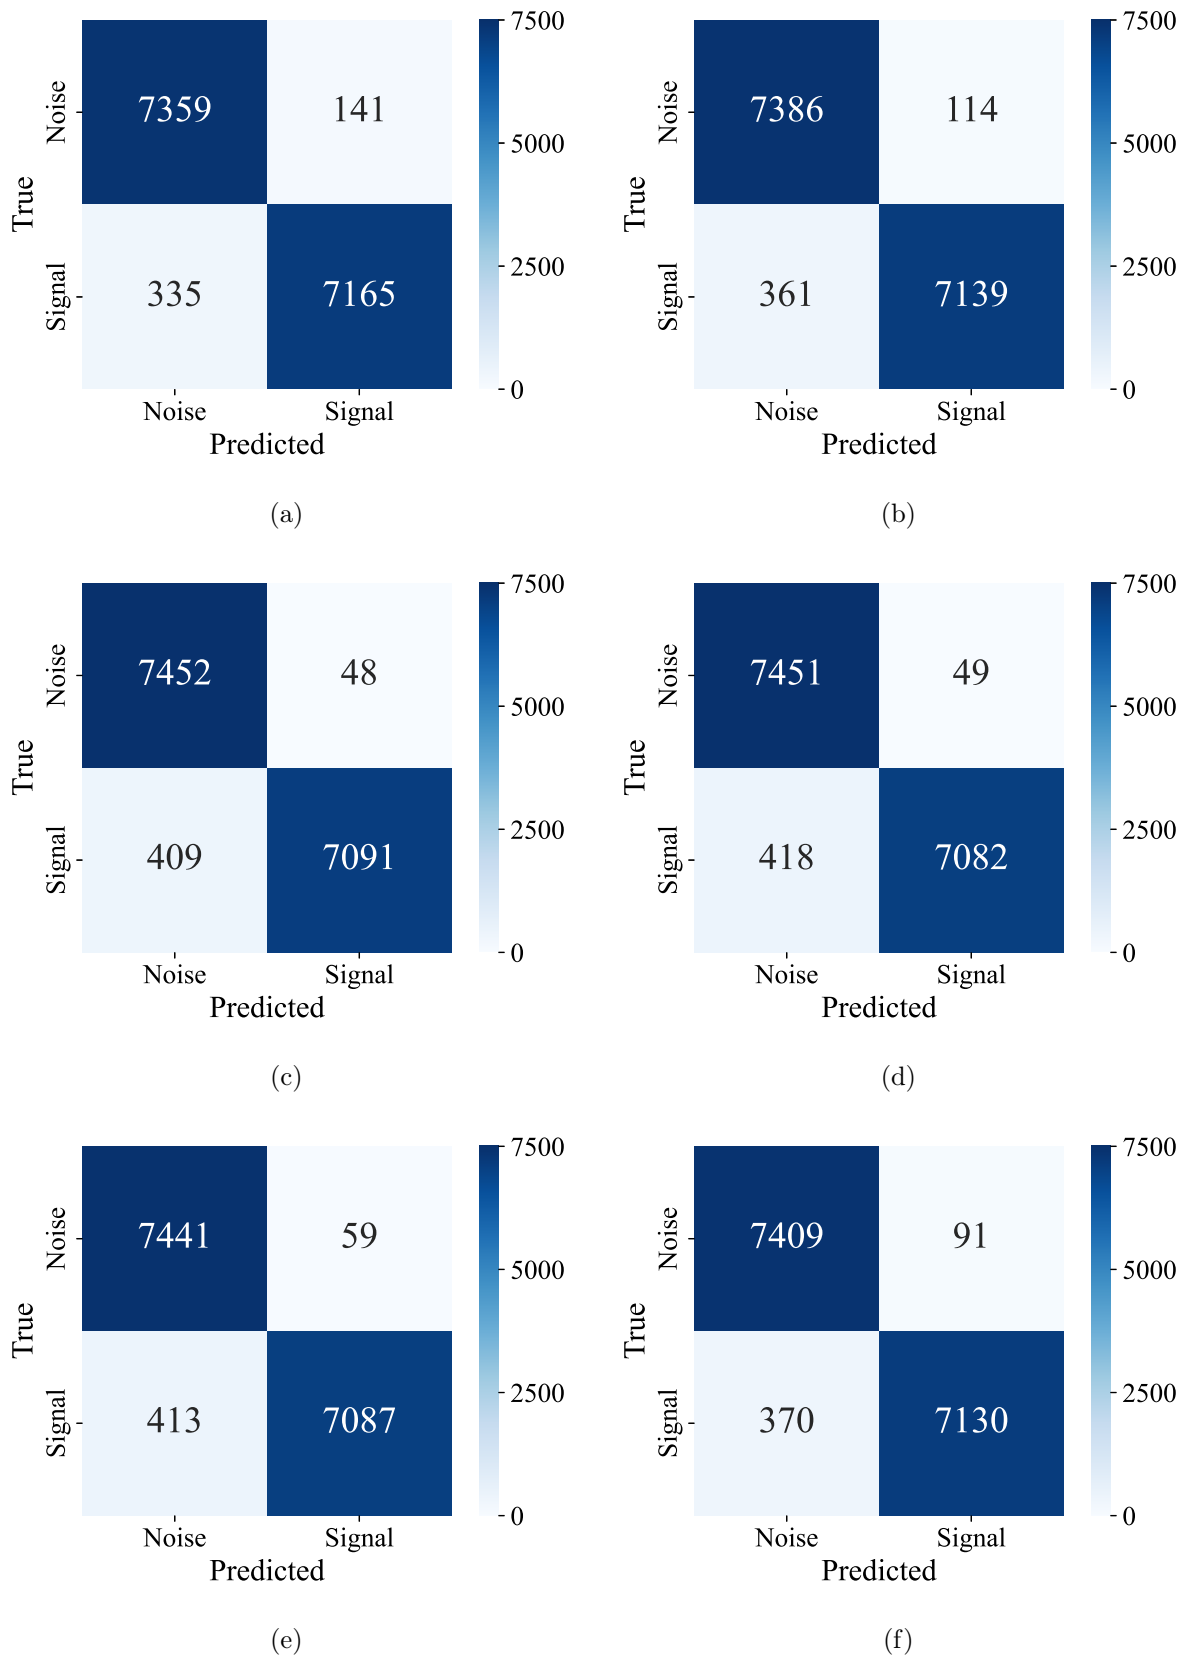 7500
5000
2500
0
True
Noise
Signal
7359 141
335 7165
Noise Signal
Predicted
(a)
7500
5000
2500
0
True
Noise
Signal
7386 114
361 7139
Noise Signal
Predicted
(b)
7500
5000
2500
0
True
Noise
Signal
7452 48
409 7091
Noise Signal
Predicted
(c)
7500
5000
2500
0
True
Noise
Signal
7451 49
418 7082
Noise Signal
Predicted
(d)
7500
5000
2500
0
True
Noise
Signal
7441 59
413 7087
Noise Signal
Predicted
(e)
7500
5000
2500
0
True
Noise
Signal
7409 91
370 7130
Noise Signal
Predicted
(f)